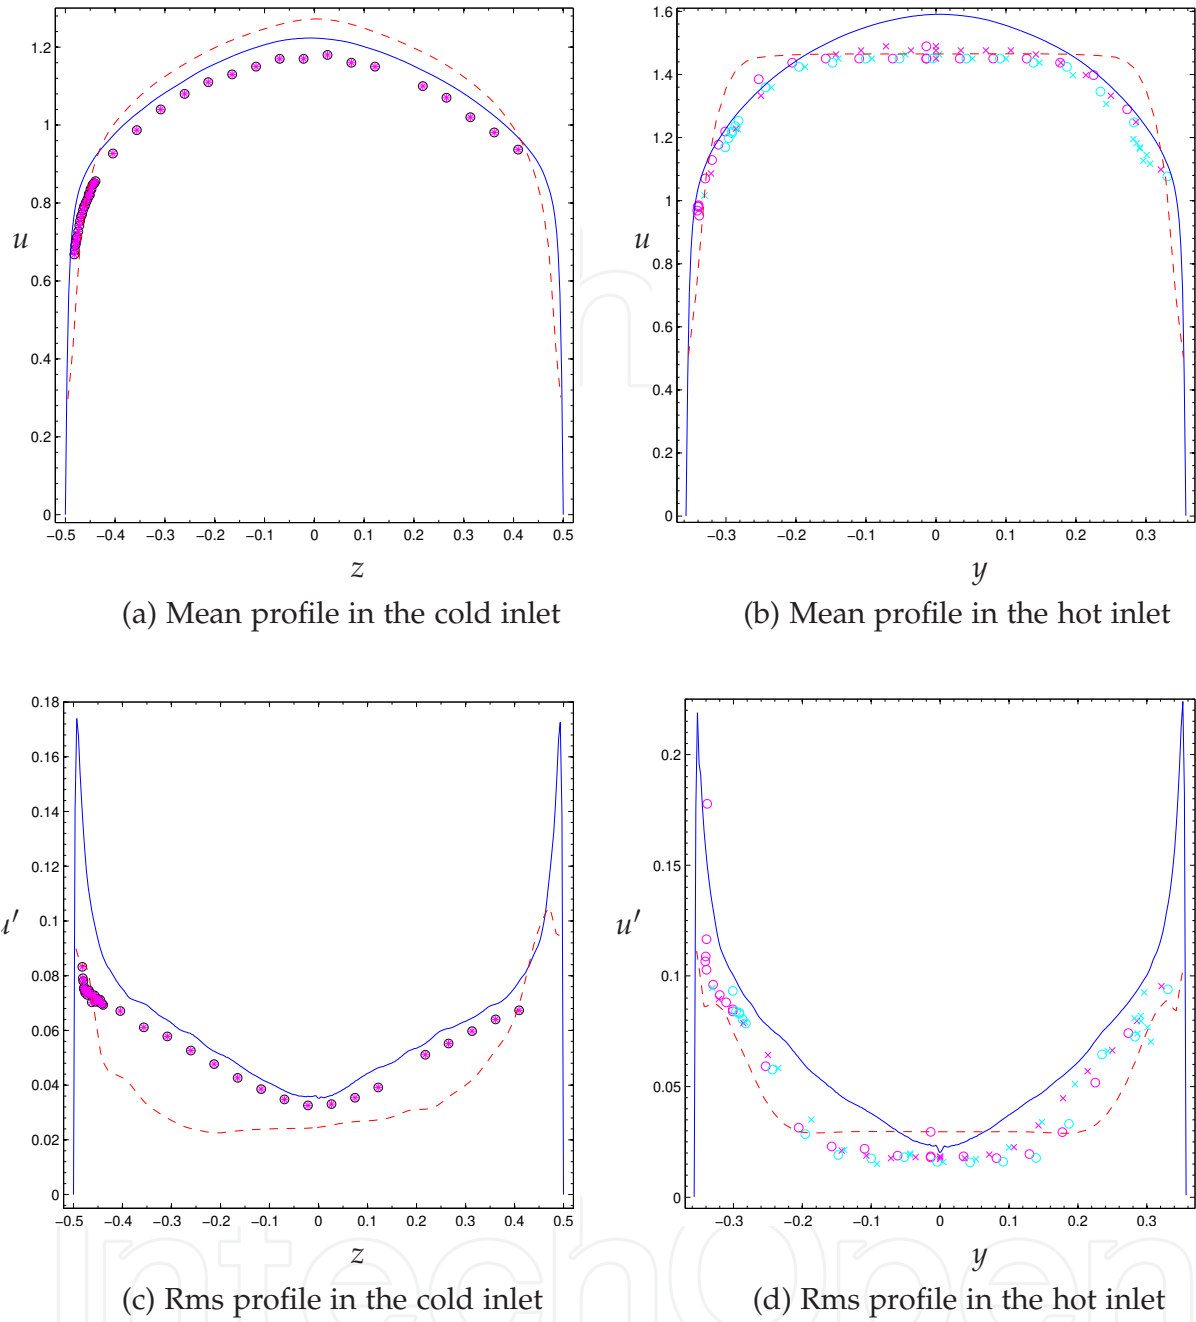 1.2
1
0.8
0.6
0.4
0.2
0
u
−0.5 −0.4 −0.3 −0.2 −0.1 0 0.1 0.2 0.3 0.4 0.5
z
(a) Mean profile in the cold inlet
1.6
1.4
1.2
1
0.8
0.6
0.4
0.2
0
u
−0.3 −0.2 −0.1 0 0.1 0.2 0.3
y
(b) Mean profile in the hot inlet
0.18
0.16
0.14
0.12
0.1
0.08
0.06
0.04
0.02
0
u′
−0.5 −0.4 −0.3 −0.2 −0.1 0 0.1 0.2 0.3 0.4 0.5
z
(c) Rms profile in the cold inlet
0.2
0.15
0.1
0.05
0
u′
−0.3 −0.2 −0.1 0 0.1 0.2 0.3
y
(d) Rms profile in the hot inlet
IntechOpen